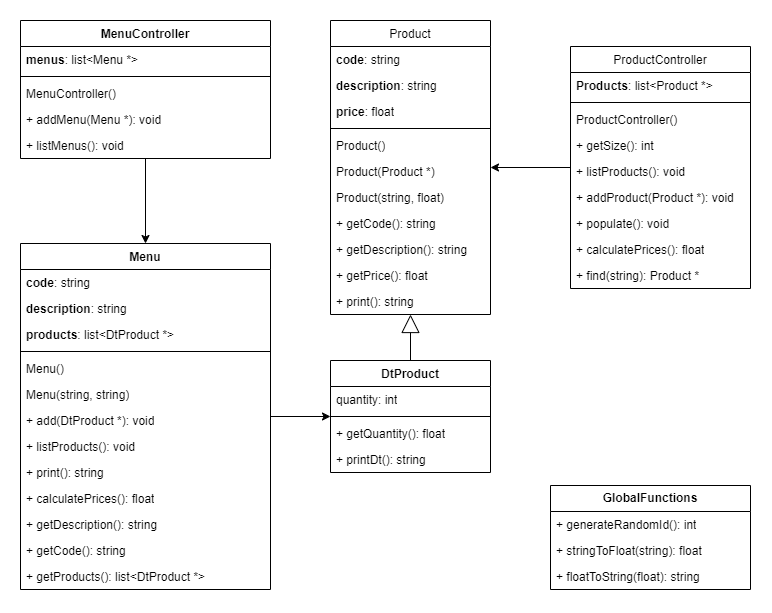 MenuController
menus: list<Menu *>
MenuController()
+ addMenu(Menu *): void
+ listMenus(): void
Product
code: string
description: string
price: float
Product()
Product(Product *)
Product(string, float)
+ getCode(): string
+ getDescription(): string
+ getPrice(): float
+ print(): string
ProductController
Products: list<Product *>
ProductController()
+ getSize(): int
+ listProducts(): void
+ addProduct(Product *): void
+ populate(): void
+ calculatePrices(): float
+ find(string): Product *
Menu
code: string
description: string
products: list<DtProduct *>
Menu()
Menu(string, string)
+ add(DtProduct *): void
+ listProducts(): void
+ print(): string
+ calculatePrices(): float
+ getDescription(): string
+ getCode(): string
+ getProducts(): list<DtProduct *>
DtProduct
quantity: int
+ getQuantity(): float
+ printDt(): string
GlobalFunctions
+ generateRandomId(): int
+ stringToFloat(string): float
+ floatToString(float): string